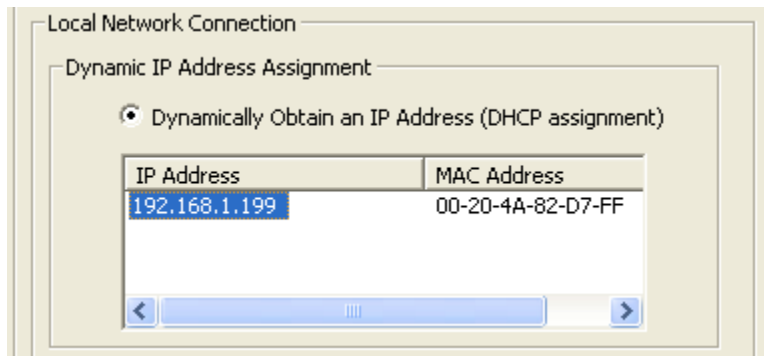 Local Network Connection
Dynamic IP Address Assignment
Dynamically Obtain an IP Address (DHCP assignment)
IP Address MAC Address
192.168.1.199 00-20-4A-82-D7-FF